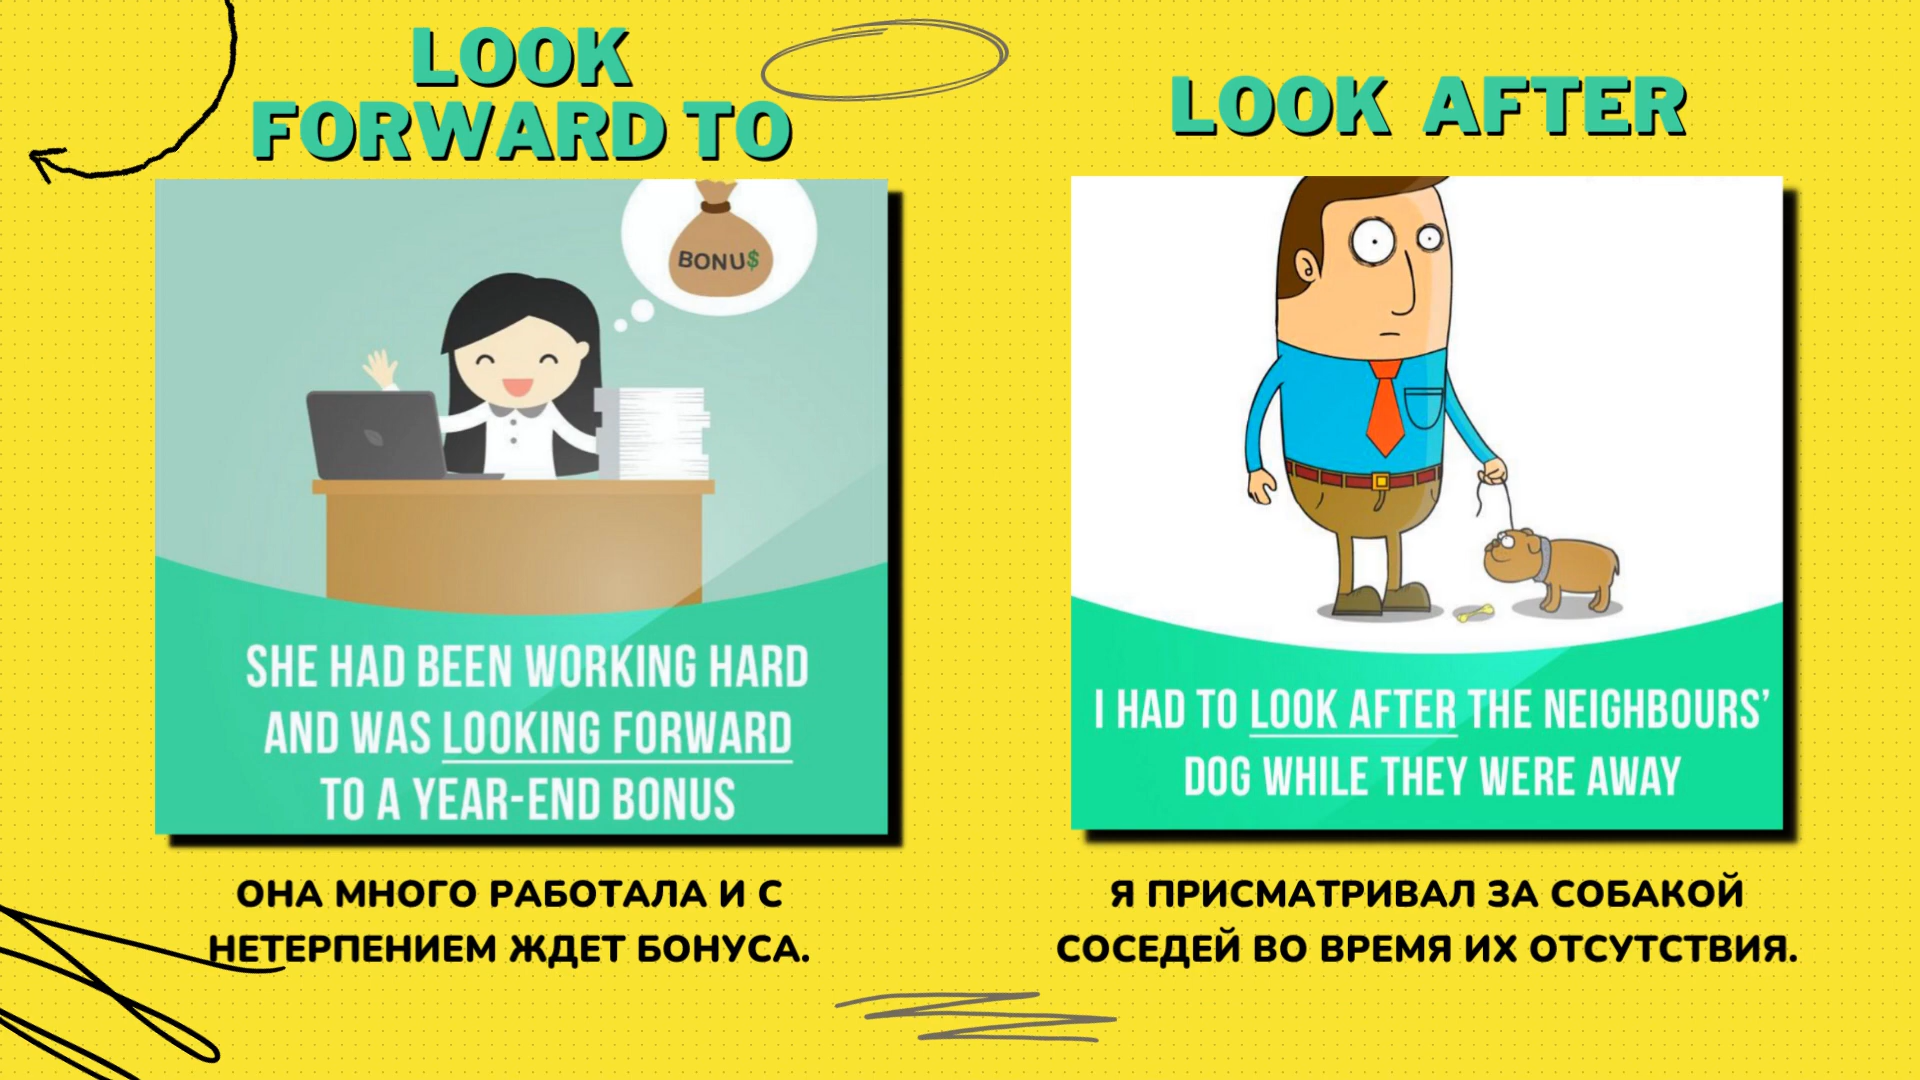 LOOK
FORWARD TO
BONU$
SHE HAD BEEN WORKING HARD
AND WAS LOOKING FORWARD
TO A YEAR-END BONUS
ОНА МНОГО РАБОТАЛА И С
НЕТЕРПЕНИЕМ ЖДЕТ БОНУСА.
LOOK AFTER
I HAD TO LOOK AFTER THE NEIGHBOURS'
DOG WHILE THEY WERE AWAY
Я ПРИСМАТРИВАЛ ЗА СОБАКОЙ
СОСЕДЕЙ ВО ВРЕМЯ ИХ ОТСУТСТВИЯ.